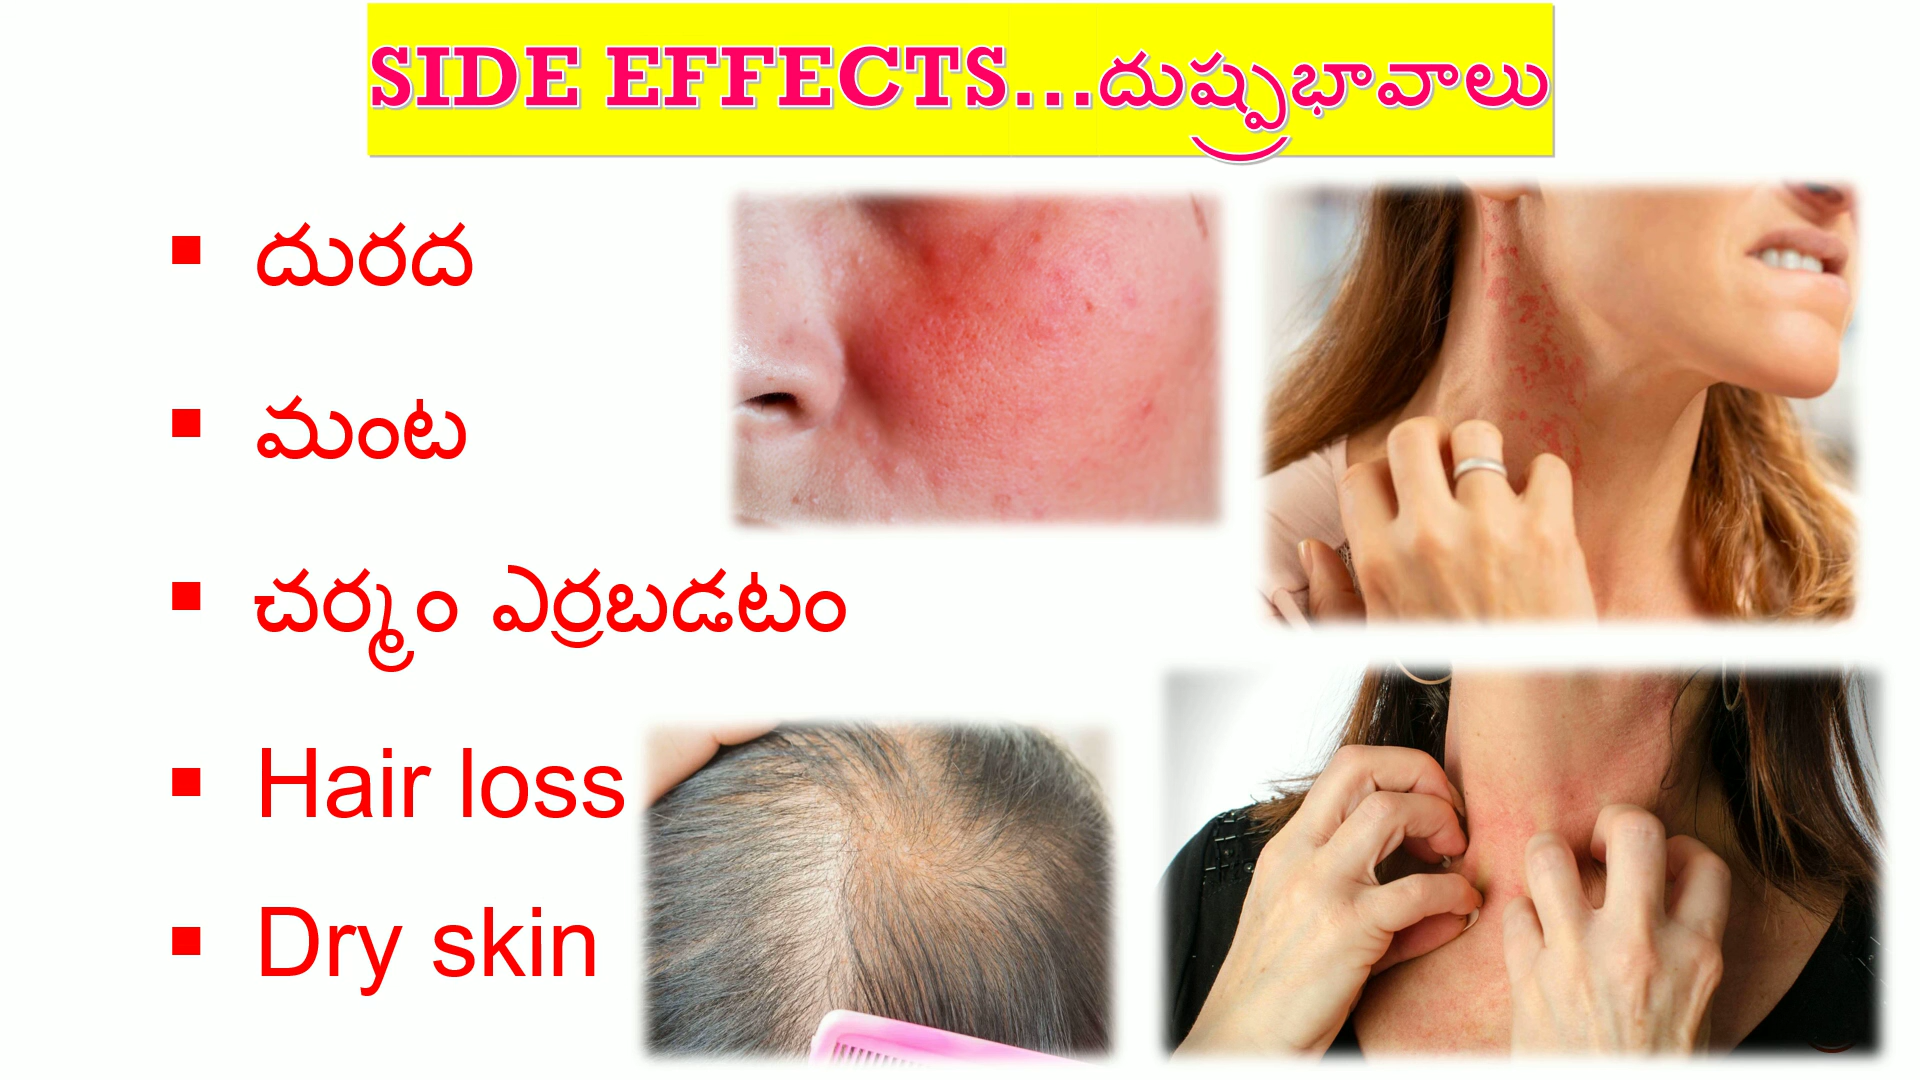 SIDE EFFECTS...దుష్ప్రభావాలు
▪ దురద
▪ మంట
▪ చర్మం ఎర్రబడటం
▪ Hair loss
▪ Dry skin